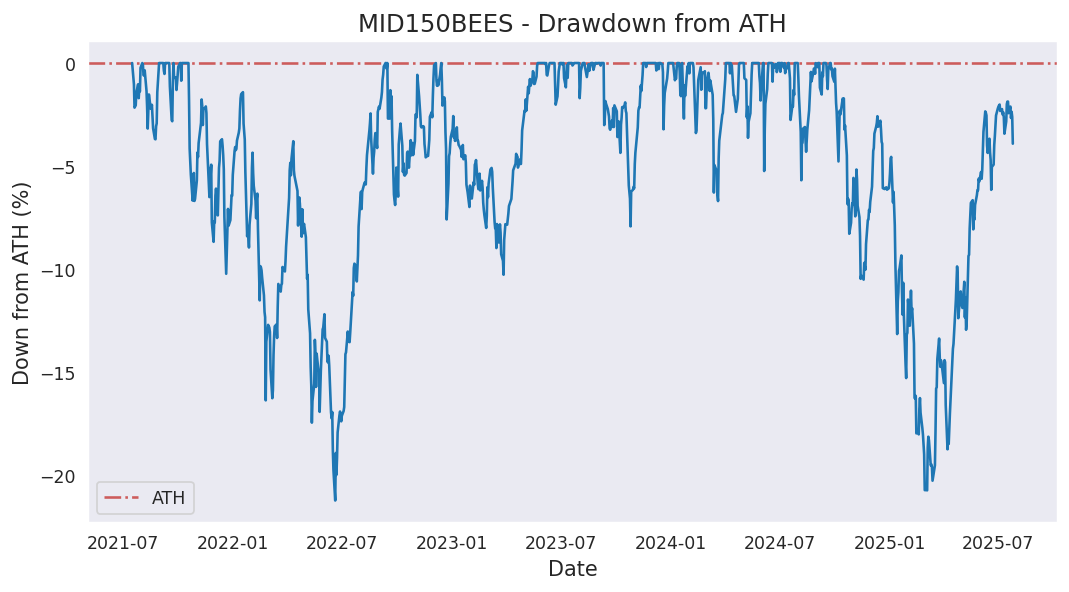 MID150BEES - Drawdown from ATH
Down from ATH (%)
0
−5
−10
−15
−20
ATH
2021-07 2022-01 2022-07 2023-01 2023-07 2024-01 2024-07 2025-01 2025-07
Date